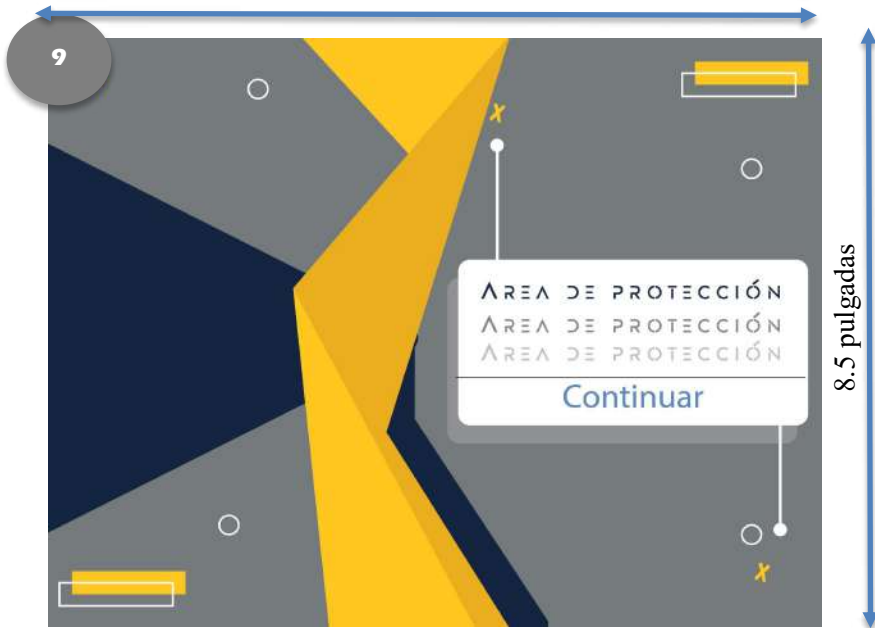 9
AREA DE PROTECCIÓN
AREA DE PROTECCIÓN
AREA DE PROTECCIÓN
Continuar
8.5 pulgadas